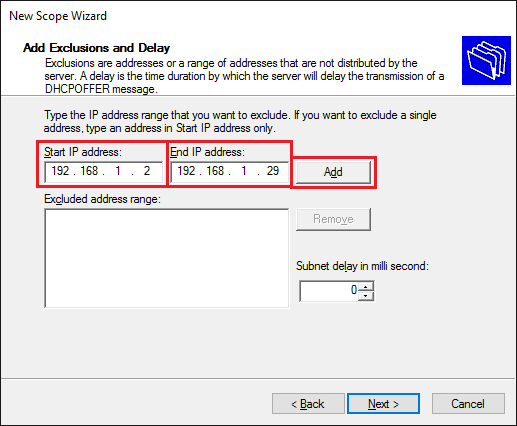 New Scope Wizard
Add Exclusions and Delay
Exclusions are addresses or a range of addresses that are not distributed by the
server. A delay is the time duration by which the server will delay the transmission of a
DHCPOFFER message.
Type the IP address range that you want to exclude. If you want to exclude a single
address, type an address in Start IP address only.
Start IP address: End IP address:
192 . 168 . 1 . 2 192 . 168 . 1 . 29 Add
Excluded address range:
Remove
Subnet delay in milli second:
0
< Back Next > Cancel